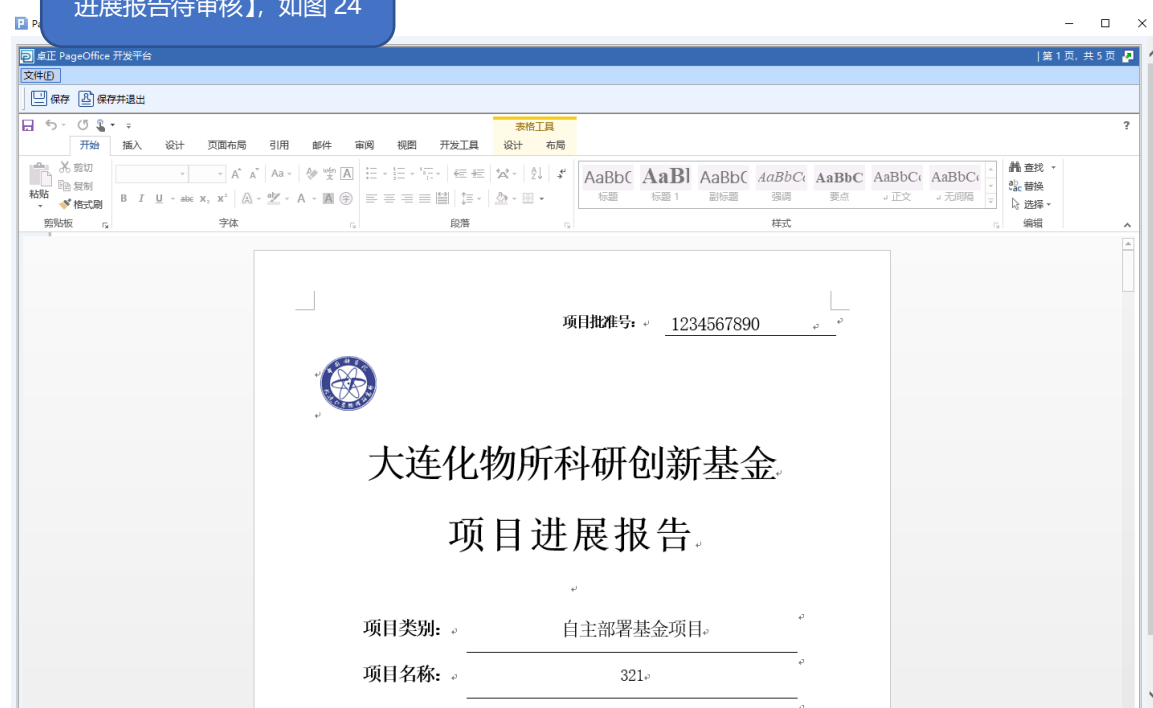 进展报告待审核】，如图 24
卓正 PageOffice 开发平台
|第 1 页, 共 5 页
文件(F)
保存 保存并退出
表格工具
?
开始 插入 设计 页面布局 引用 邮件 审阅 视图 开发工具 设计 布局
粘贴 剪切 复制 格式刷
B I U abc x, x² A A A 字
AaBbC AaBl AaBbC AaBbCc AaBbC AaBbCc AaBbCc
标题 标题 1 副标题 强调 要点 正文 无间隔
查找 替换 选择
剪贴板 字体 段落 样式 编辑
项目批准号： 1234567890
大连化物所科研创新基金
项目进展报告
项目类别： 自主部署基金项目
项目名称： 321